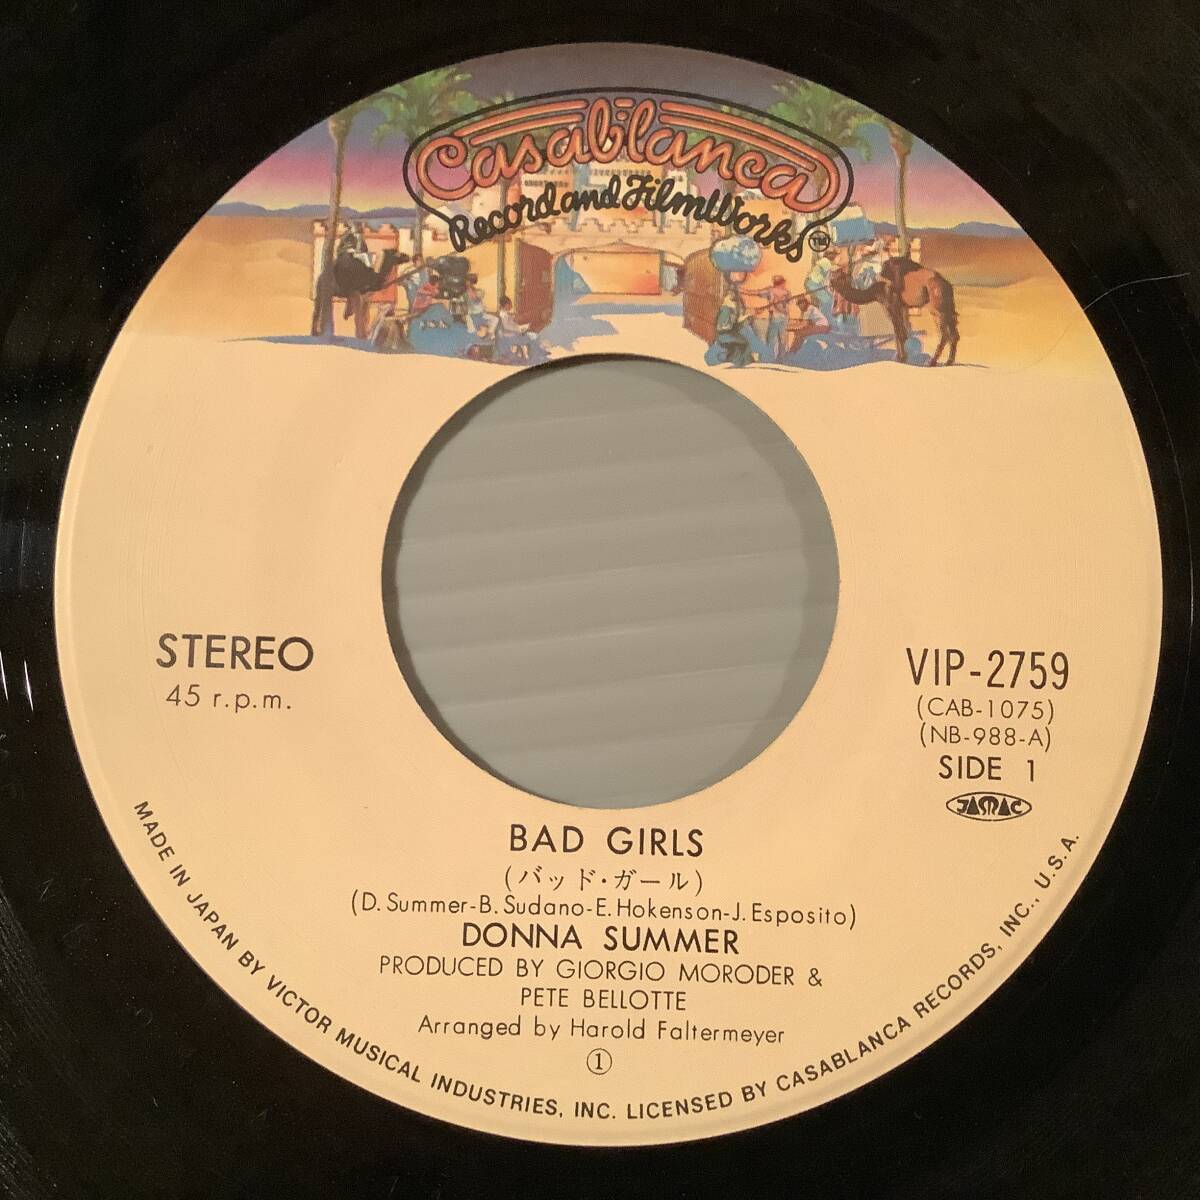 Casablanca
Record and FilmWorks
TM
STEREO
45 r.p.m.
VIP-2759
(CAB-1075)
(NB-988-A)
SIDE 1
JASRAC
BAD GIRLS
(バッド・ガール)
(D. Summer-B. Sudano-E. Hokenson-J. Esposito)
DONNA SUMMER
PRODUCED BY GIORGIO MORODER &
PETE BELLOTTE
Arranged by Harold Faltermeyer
①
MADE IN JAPAN BY VICTOR MUSICAL INDUSTRIES, INC. LICENSED BY CASABLANCA RECORDS, INC., U.S.A.